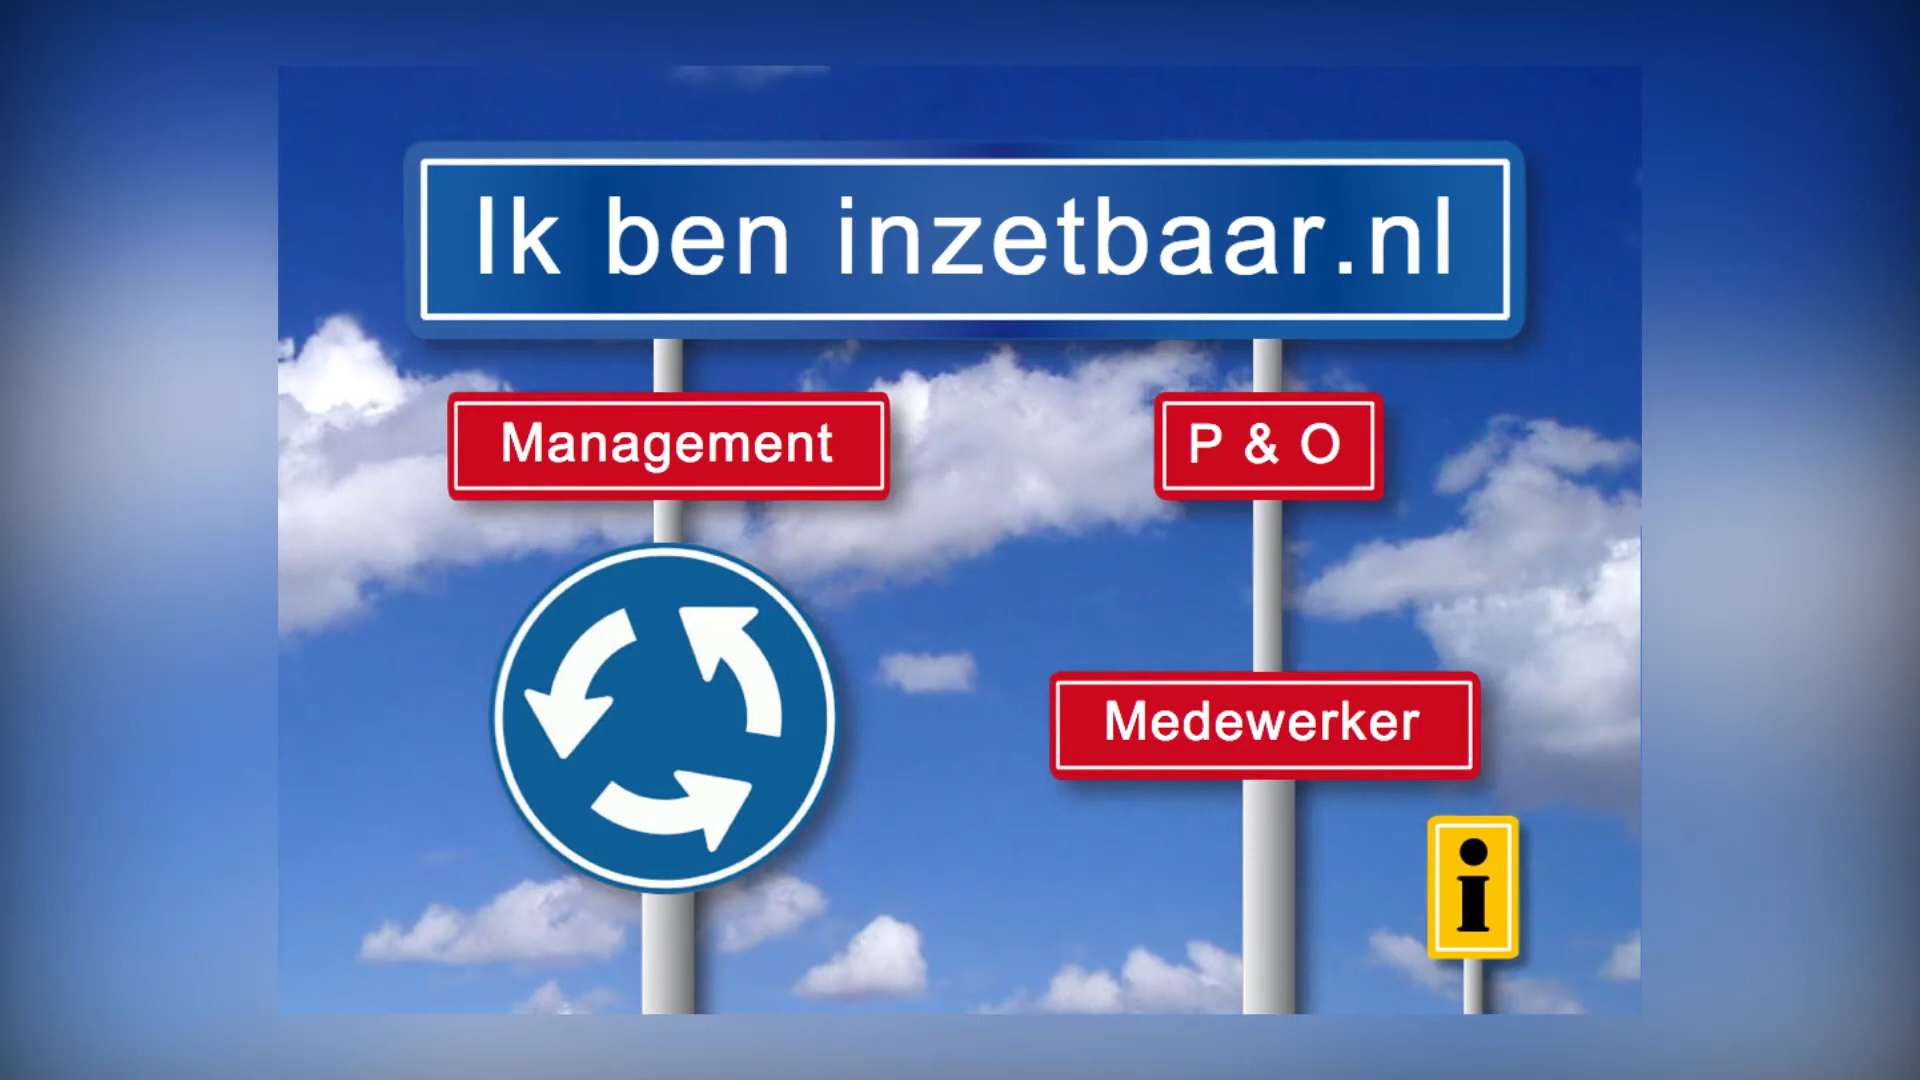 Ik ben inzetbaar.nl
Management
P & O
Medewerker
i